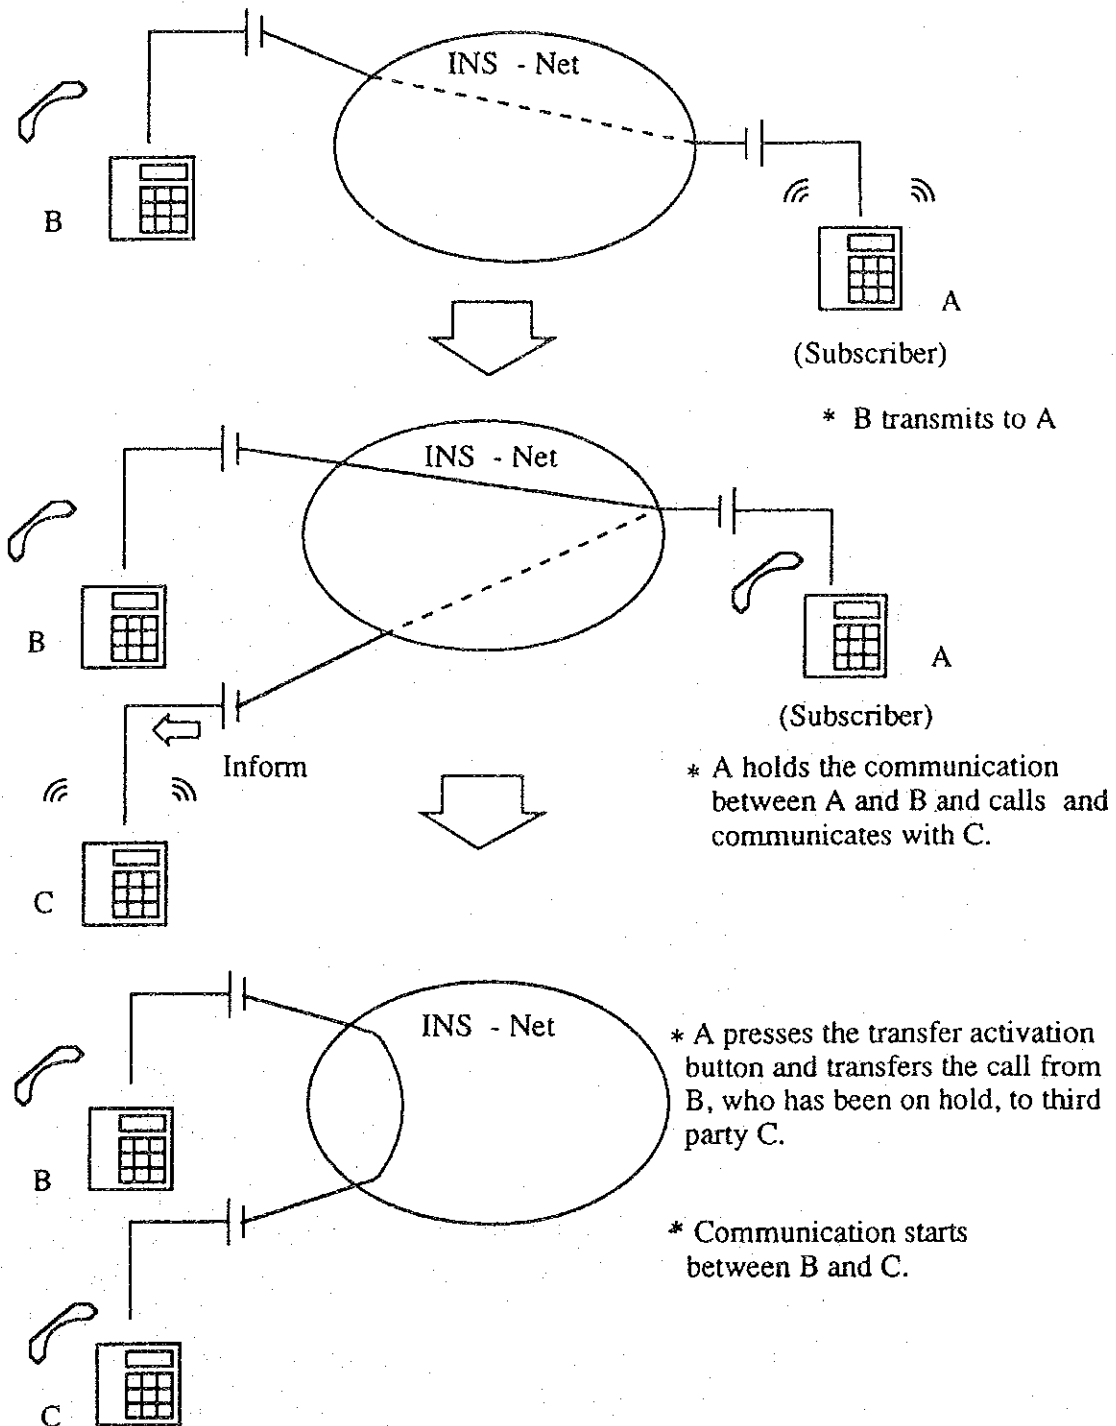 INS - Net
B
A
(Subscriber)
* B transmits to A
INS - Net
B
A
(Subscriber)
Inform
* A holds the communication
between A and B and calls and
communicates with C.
C
INS - Net
* A presses the transfer activation
button and transfers the call from
B, who has been on hold, to third
party C.
B
* Communication starts
between B and C.
C